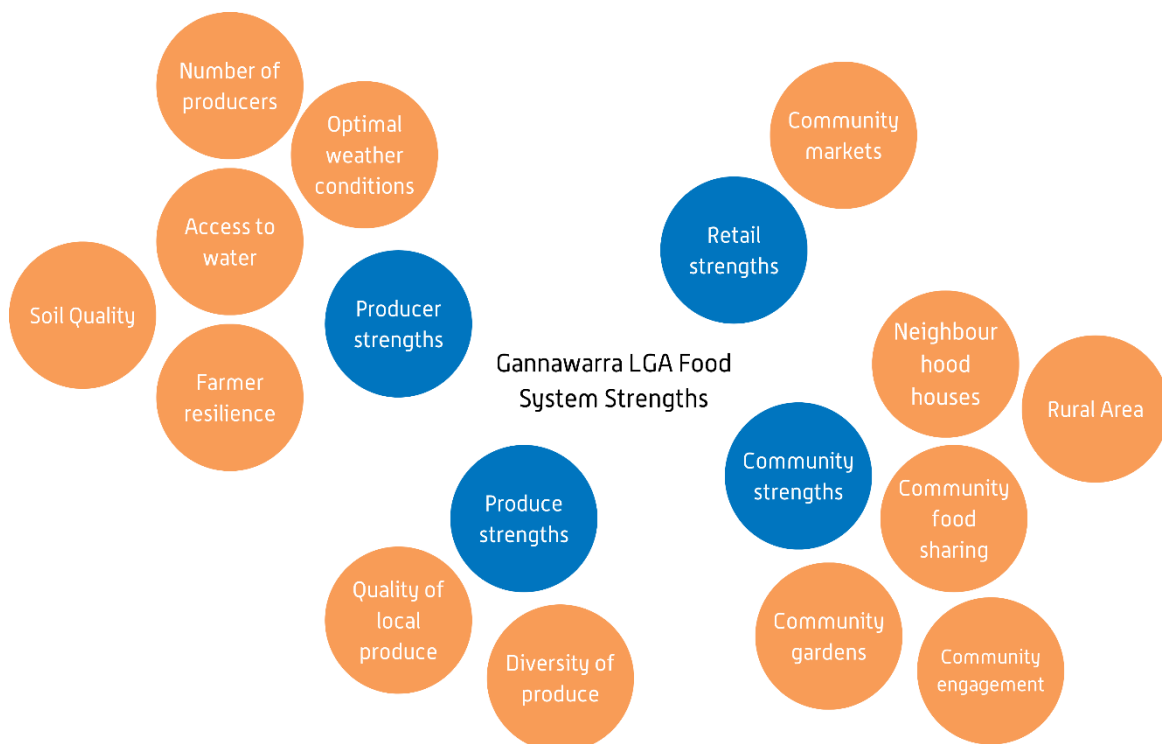 Number of
producers
Optimal
weather
conditions
Access to
water
Soil Quality
Farmer
resilience
Producer
strengths
Community
markets
Retail
strengths
Gannawarra LGA Food
System Strengths
Neighbour
hood
houses
Rural Area
Community
strengths
Community
food
sharing
Community
gardens
Community
engagement
Produce
strengths
Quality of
local
produce
Diversity of
produce